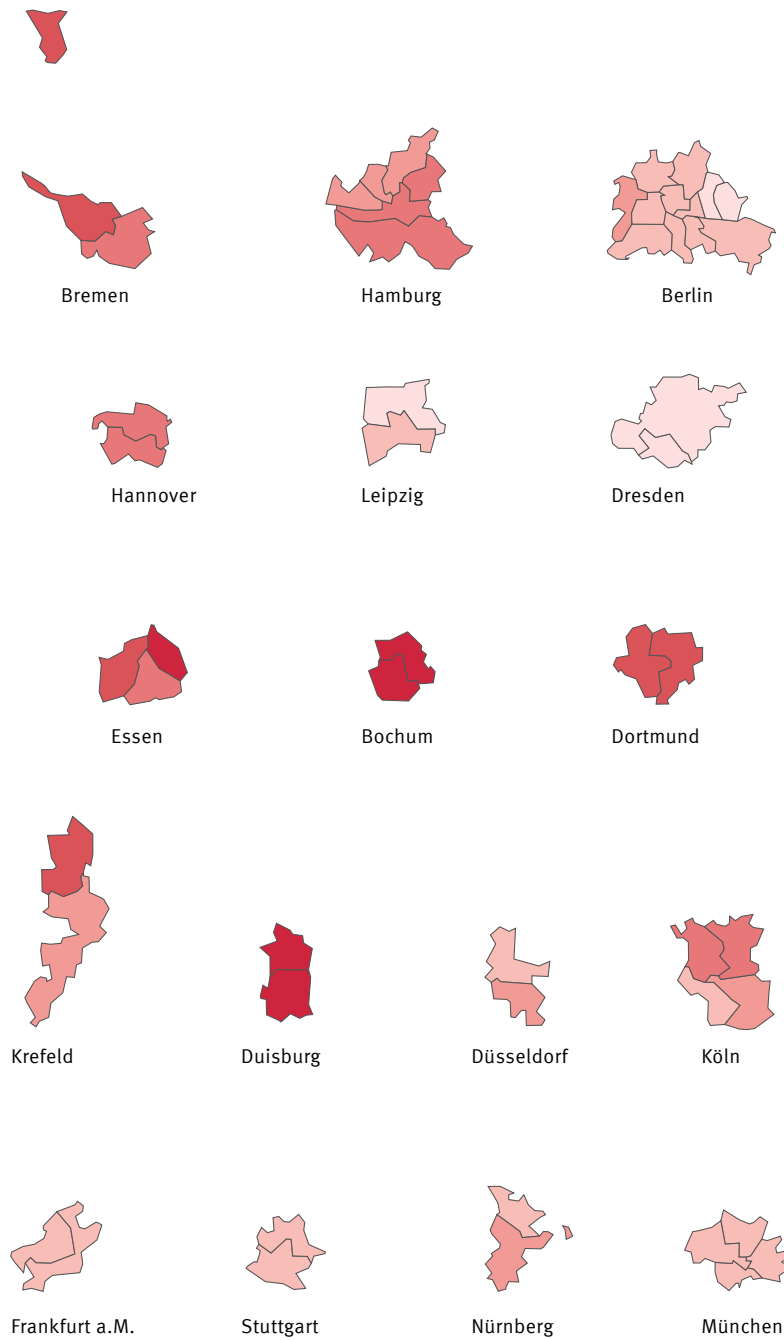 Bremen
Hamburg
Berlin
Hannover
Leipzig
Dresden
Essen
Bochum
Dortmund
Krefeld
Duisburg
Düsseldorf
Köln
Frankfurt a.M.
Stuttgart
Nürnberg
München